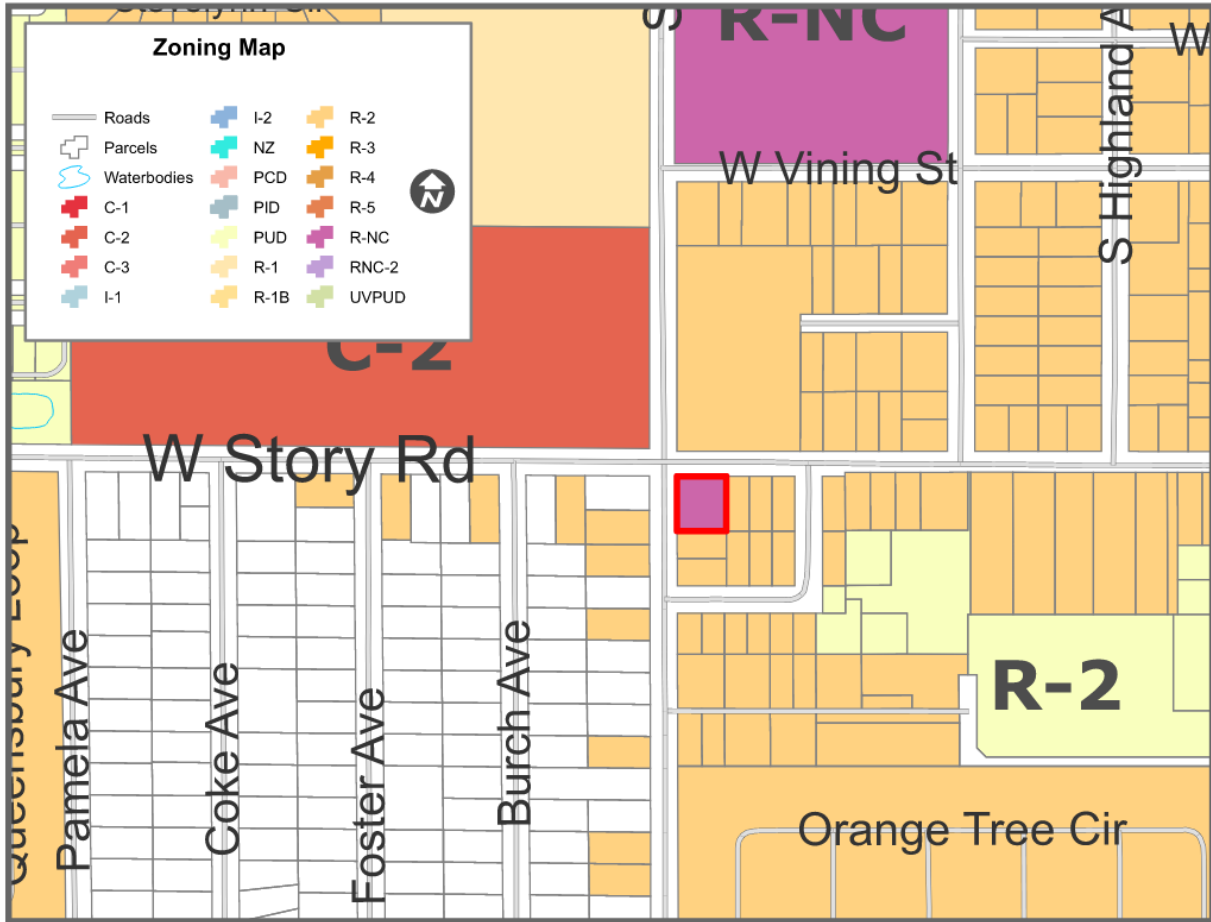 Zoning Map
Roads
Parcels
Waterbodies
C-1
C-2
C-3
I-1
I-2
NZ
PCD
PID
PUD
R-1
R-1B
R-2
R-3
R-4
R-5
R-NC
RNC-2
UVPUD
N
R-NC
W
W Vining St
S Highland A
C-2
W Story Rd
S
Queensbury Loop
Pamela Ave
Coke Ave
Foster Ave
Burch Ave
R-2
Orange Tree Cir